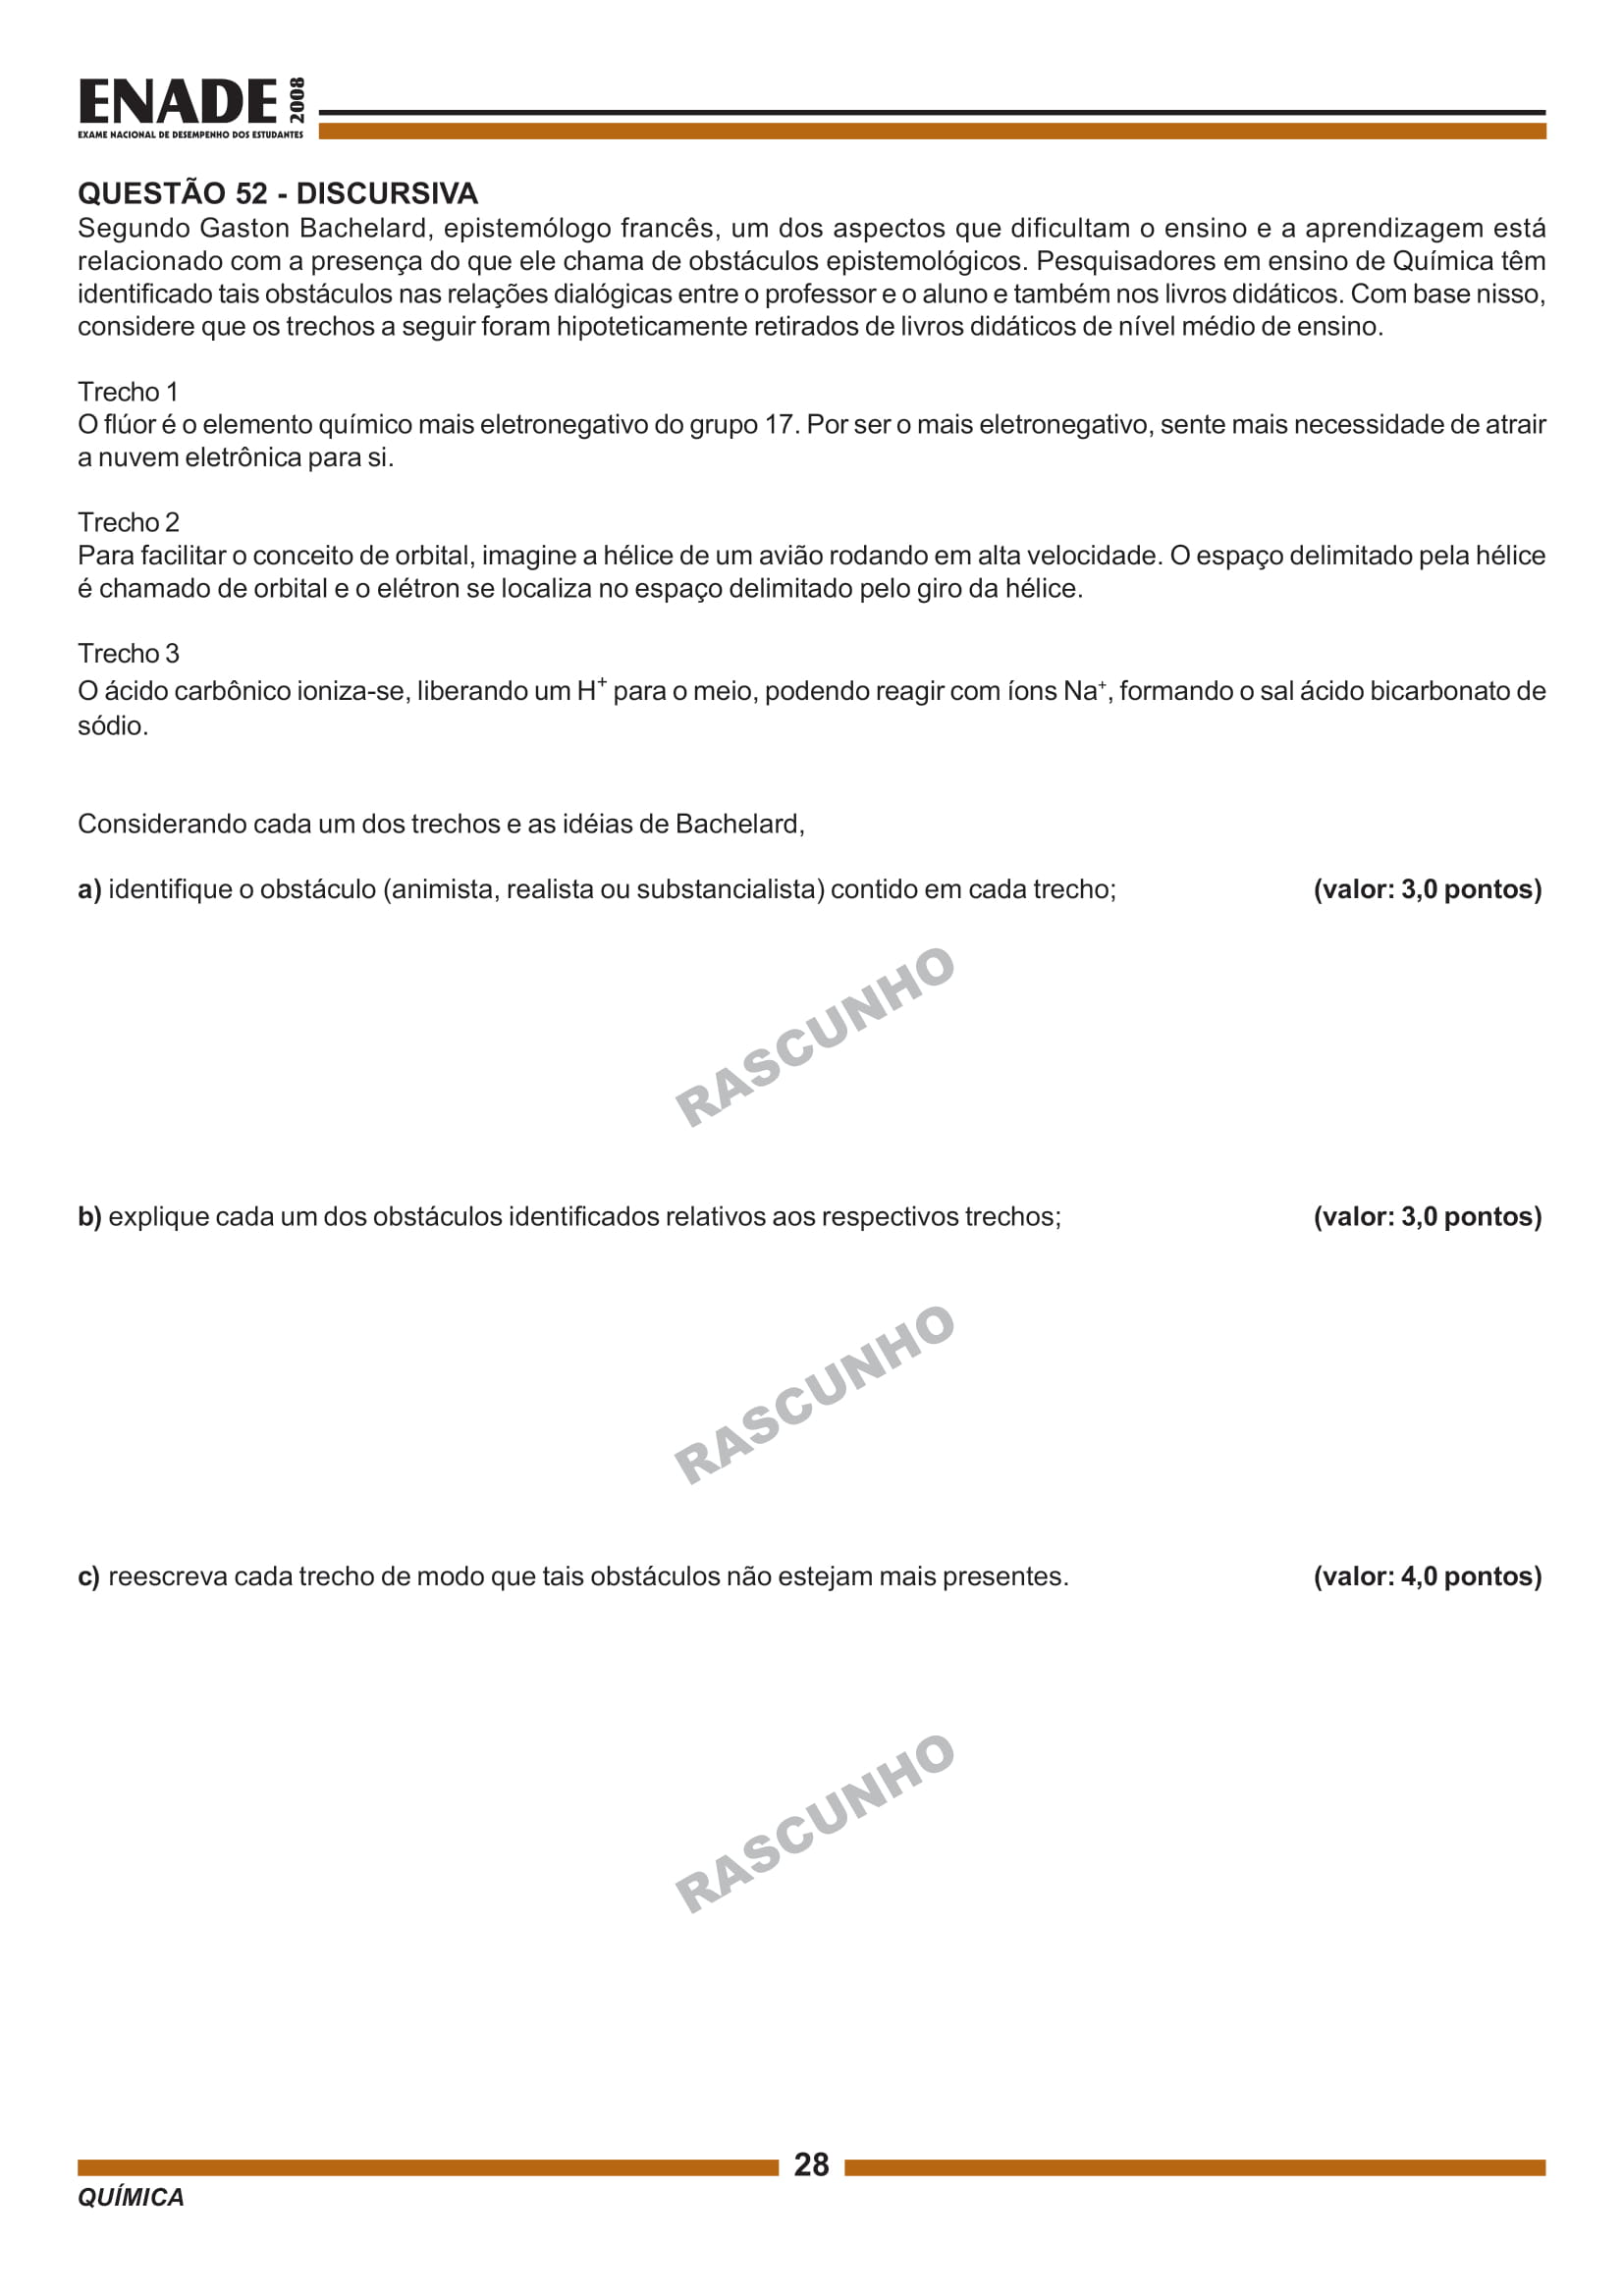 ENADE 2008
EXAME NACIONAL DE DESEMPENHO DOS ESTUDANTES
QUESTÃO 52 - DISCURSIVA
Segundo Gaston Bachelard, epistemólogo francês, um dos aspectos que dificultam o ensino e a aprendizagem está
relacionado com a presença do que ele chama de obstáculos epistemológicos. Pesquisadores em ensino de Química têm
identificado tais obstáculos nas relações dialógicas entre o professor e o aluno e também nos livros didáticos. Com base nisso,
considere que os trechos a seguir foram hipoteticamente retirados de livros didáticos de nível médio de ensino.
Trecho 1
O flúor é o elemento químico mais eletronegativo do grupo 17. Por ser o mais eletronegativo, sente mais necessidade de atrair
a nuvem eletrônica para si.
Trecho 2
Para facilitar o conceito de orbital, imagine a hélice de um avião rodando em alta velocidade. O espaço delimitado pela hélice
é chamado de orbital e o elétron se localiza no espaço delimitado pelo giro da hélice.
Trecho 3
O ácido carbônico ioniza-se, liberando um H⁺ para o meio, podendo reagir com íons Na⁺, formando o sal ácido bicarbonato de
sódio.
Considerando cada um dos trechos e as idéias de Bachelard,
a) identifique o obstáculo (animista, realista ou substancialista) contido em cada trecho; (valor: 3,0 pontos)
RASCUNHO
b) explique cada um dos obstáculos identificados relativos aos respectivos trechos; (valor: 3,0 pontos)
RASCUNHO
c) reescreva cada trecho de modo que tais obstáculos não estejam mais presentes. (valor: 4,0 pontos)
RASCUNHO
28
QUÍMICA